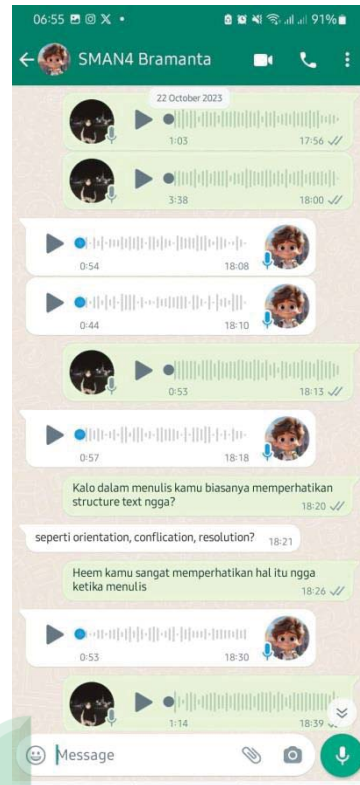 06:55 91%
SMAN4 Bramanta
22 October 2023
1:03 17:56
3:38 18:00
0:54 18:08
0:44 18:10
0:53 18:13
0:57 18:18
Kalo dalam menulis kamu biasanya memperhatikan
structure text ngga?
18:20
seperti orientation, conflication, resolution? 18:21
Heem kamu sangat memperhatikan hal itu ngga
ketika menulis
18:26
0:53 18:30
1:14 18:39
Message